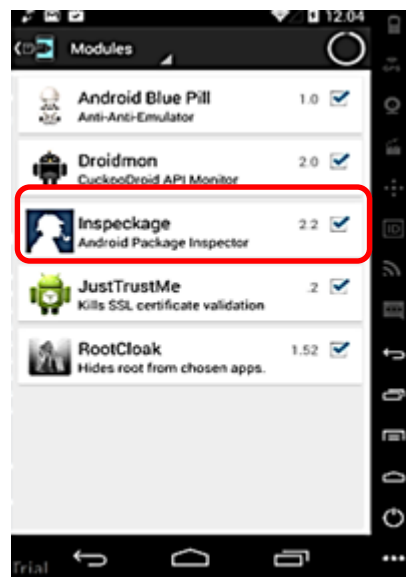 12.04
Modules
Android Blue Pill 1.0
Anti-Anti-Emulator
Droidmon 2.0
CuckooDroid API Monitor
Inspeckage 2.2
Android Package Inspector
JustTrustMe .2
Kills SSL certificate validation
RootCloak 1.52
Hides root from chosen apps.
Trial
ID